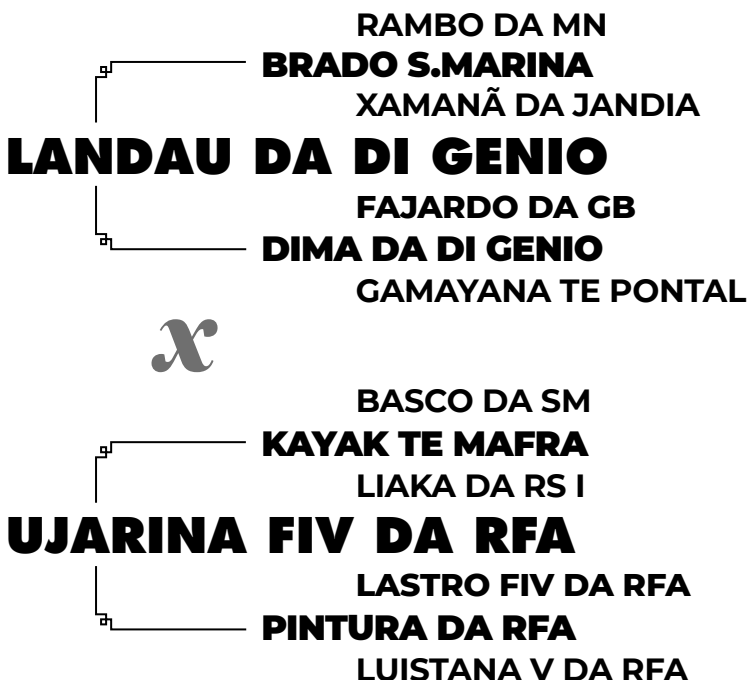 RAMBO DA MN
BRADO S.MARINA
XAMANÃ DA JANDIA
LANDAU DA DI GENIO
FAJARDO DA GB
DIMA DA DI GENIO
GAMAYANA TE PONTAL
x
BASCO DA SM
KAYAK TE MAFRA
LIAKA DA RS I
UJARINA FIV DA RFA
LASTRO FIV DA RFA
PINTURA DA RFA
LUISTANA V DA RFA